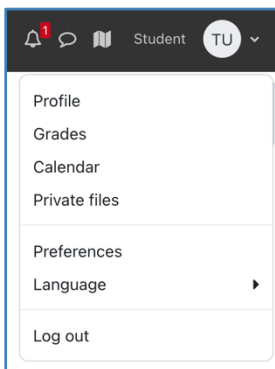 1
Student TU
Profile
Grades
Calendar
Private files
Preferences
Language
Log out